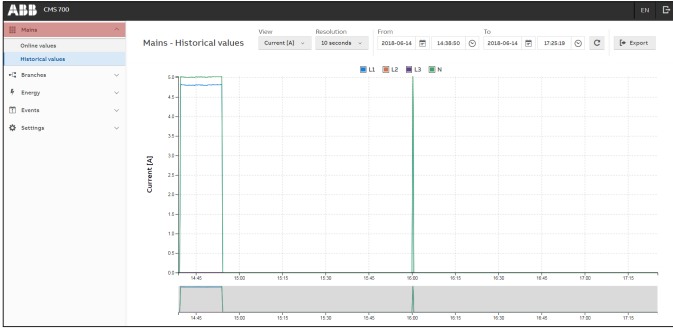 ABB CMS 700 EN
Mains
Online values
Historical values
Branches
Energy
Events
Settings
Mains - Historical values
View Resolution From To
Current [A] 10 seconds 2018-06-14 14:38:50 2018-06-14 17:25:19 Export
L1 L2 L3 N
Current [A]
5.0
4.5
4.0
3.5
3.0
2.5
2.0
1.5
1.0
0.5
0.0
14:45 15:00 15:15 15:30 15:45 16:00 16:15 16:30 16:45 17:00 17:15
14:45 15:00 15:15 15:30 15:45 16:00 16:15 16:30 16:45 17:00 17:15